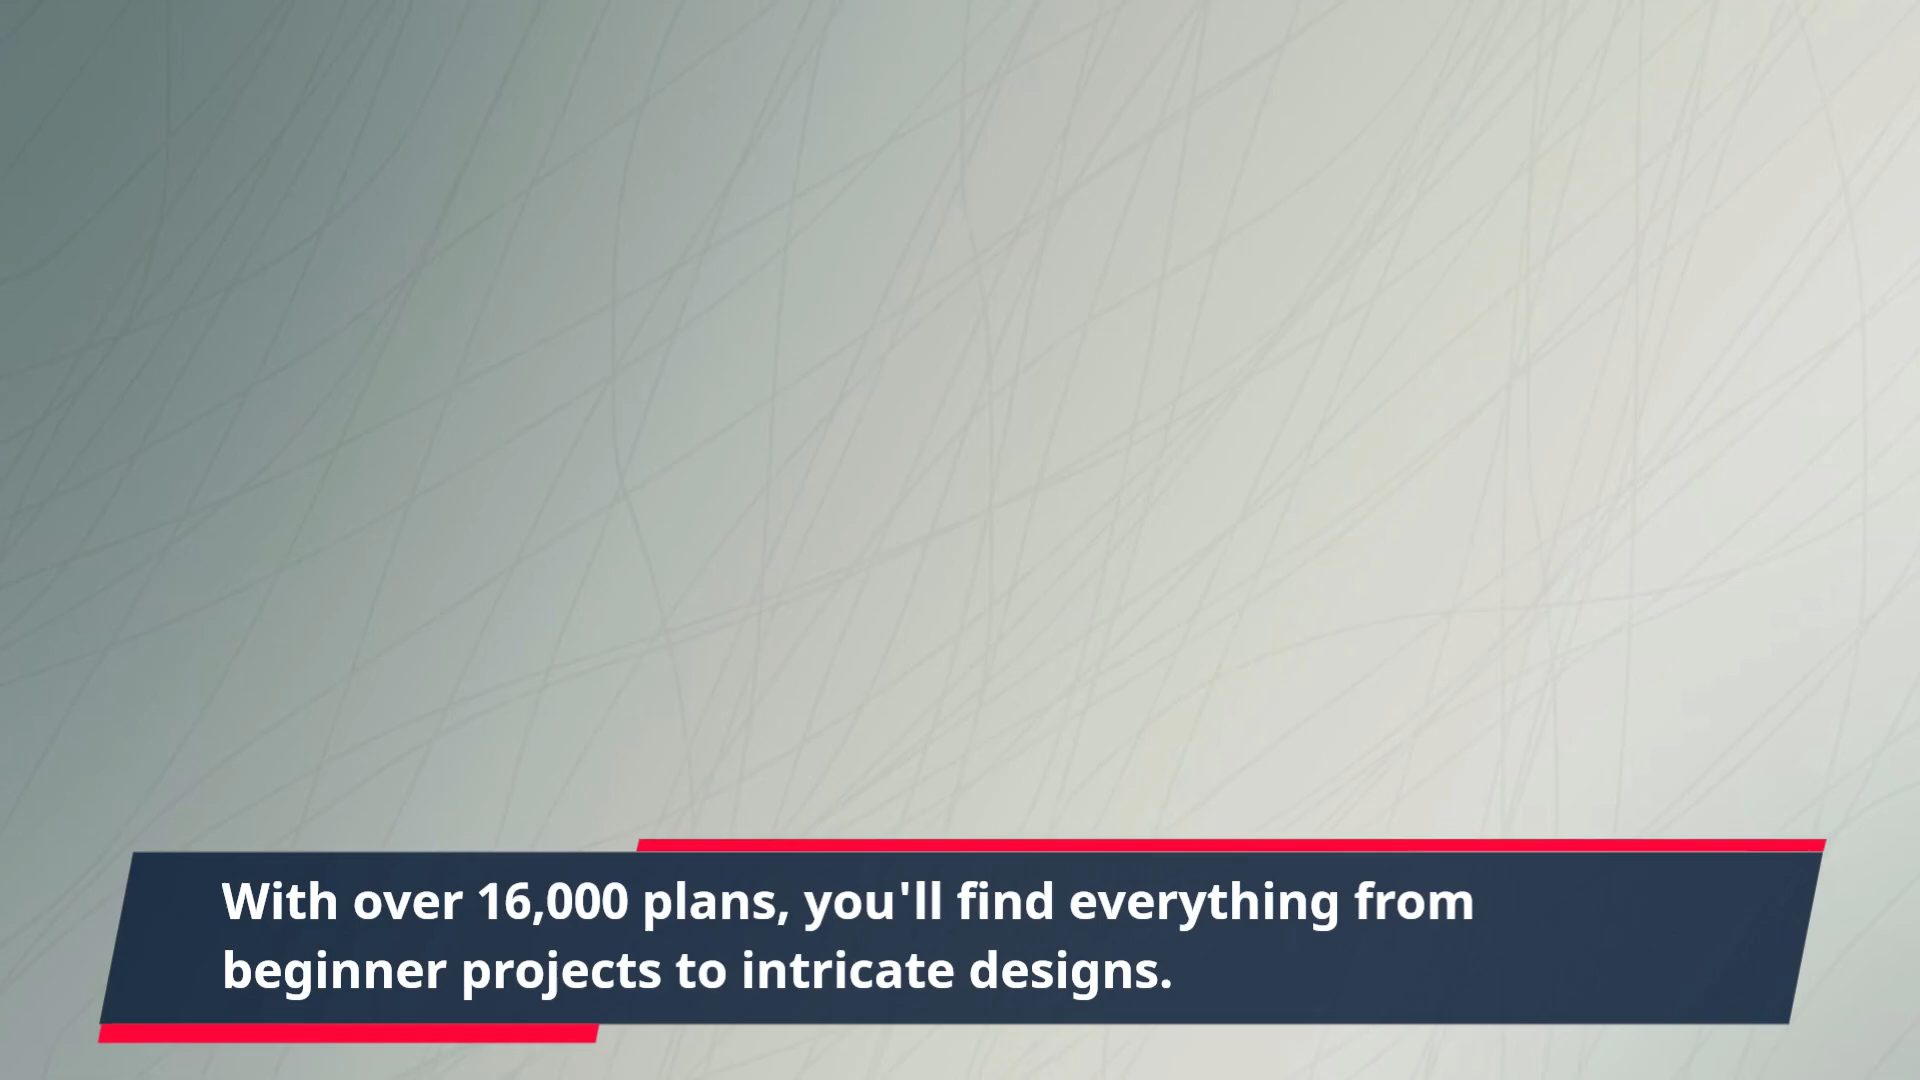 With over 16,000 plans, you'll find everything from
beginner projects to intricate designs.